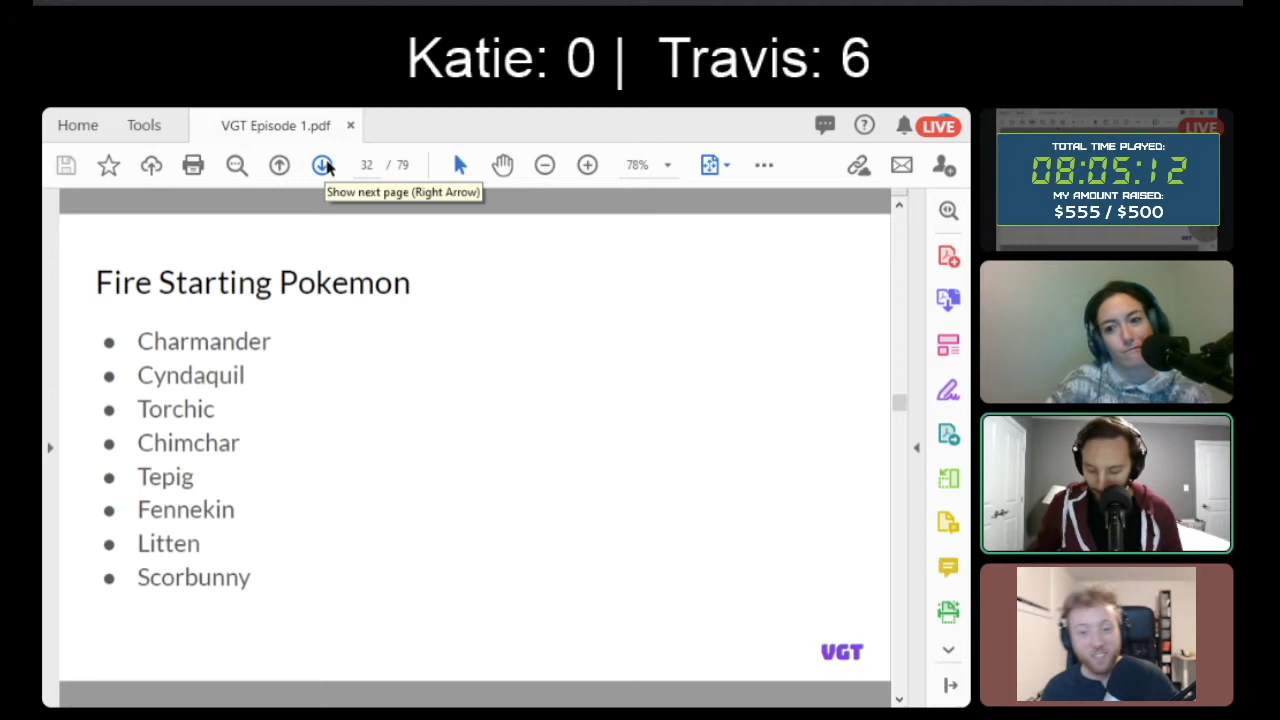 Katie: 0 | Travis: 6
Home Tools VGT Episode 1.pdf × LIVE
32 / 79 78%
Show next page (Right Arrow)
Fire Starting Pokemon
● Charmander
● Cyndaquil
● Torchic
● Chimchar
● Tepig
● Fennekin
● Litten
● Scorbunny
VGT
LIVE
TOTAL TIME PLAYED:
08:05:12
MY AMOUNT RAISED:
$555 / $500